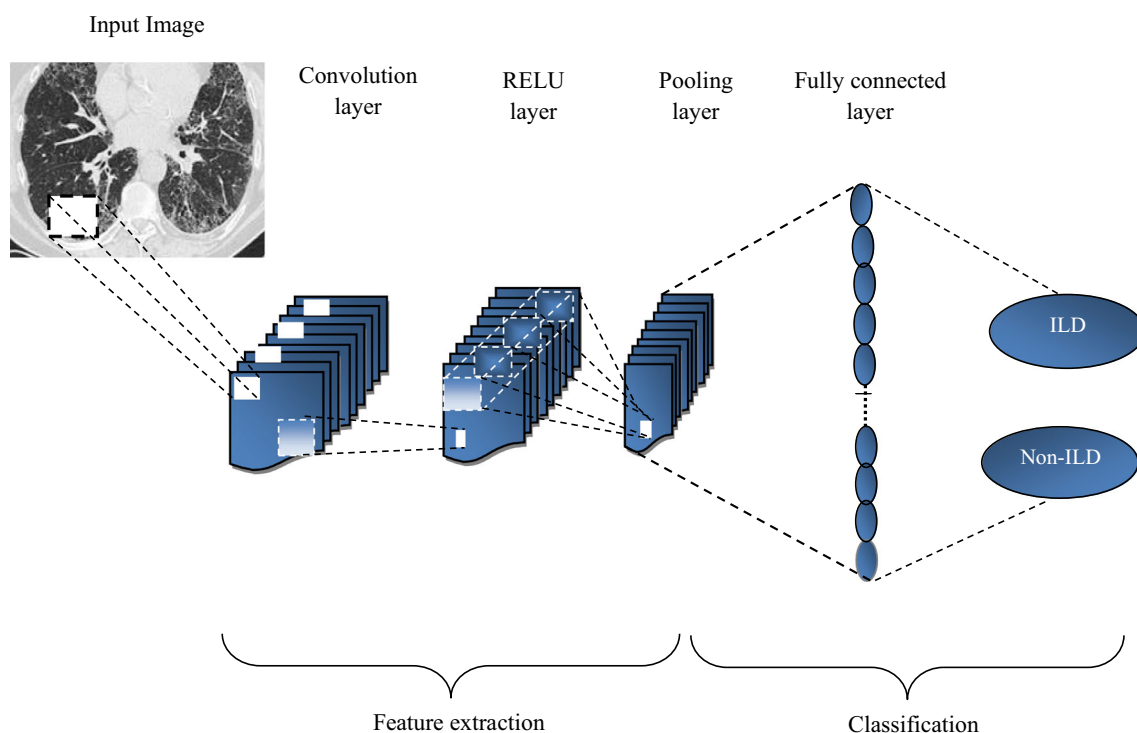 Input Image
Convolution
layer
RELU
layer
Pooling
layer
Fully connected
layer
ILD
Non-ILD
Feature extraction
Classification